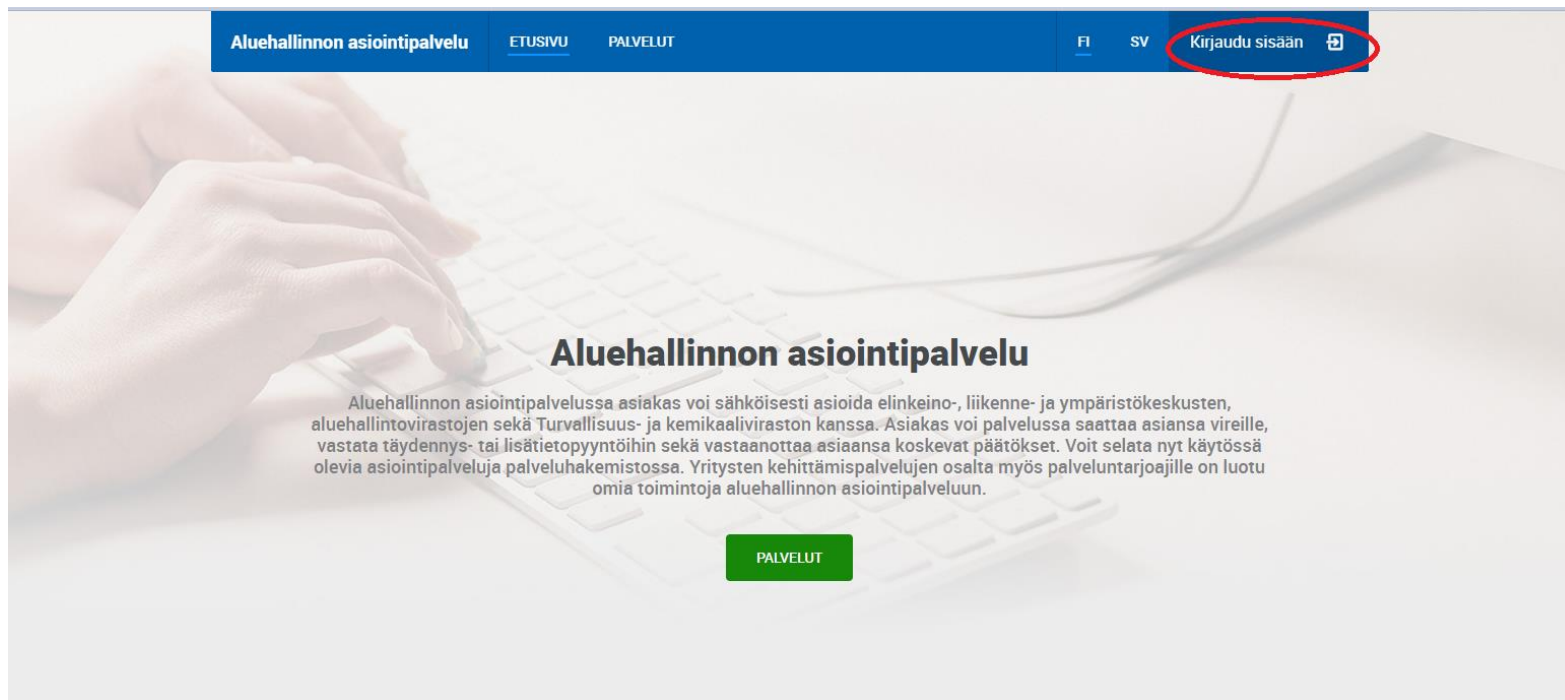 Aluehallinnon asiointipalvelu ETUSIVU PALVELUT FI SV Kirjaudu sisään
Aluehallinnon asiointipalvelu
Aluehallinnon asiointipalvelussa asiakas voi sähköisesti asioida elinkeino-, liikenne- ja ympäristökeskusten,
aluehallintovirastojen sekä Turvallisuus- ja kemikaaliviraston kanssa. Asiakas voi palvelussa saattaa asiansa vireille,
vastata täydennys- tai lisätietopyyntöihin sekä vastaanottaa asiaansa koskevat päätökset. Voit selata nyt käytössä
olevia asiointipalveluja palveluhakemistossa. Yritysten kehittämispalvelujen osalta myös palveluntarjoajille on luotu
omia toimintoja aluehallinnon asiointipalveluun.
PALVELUT